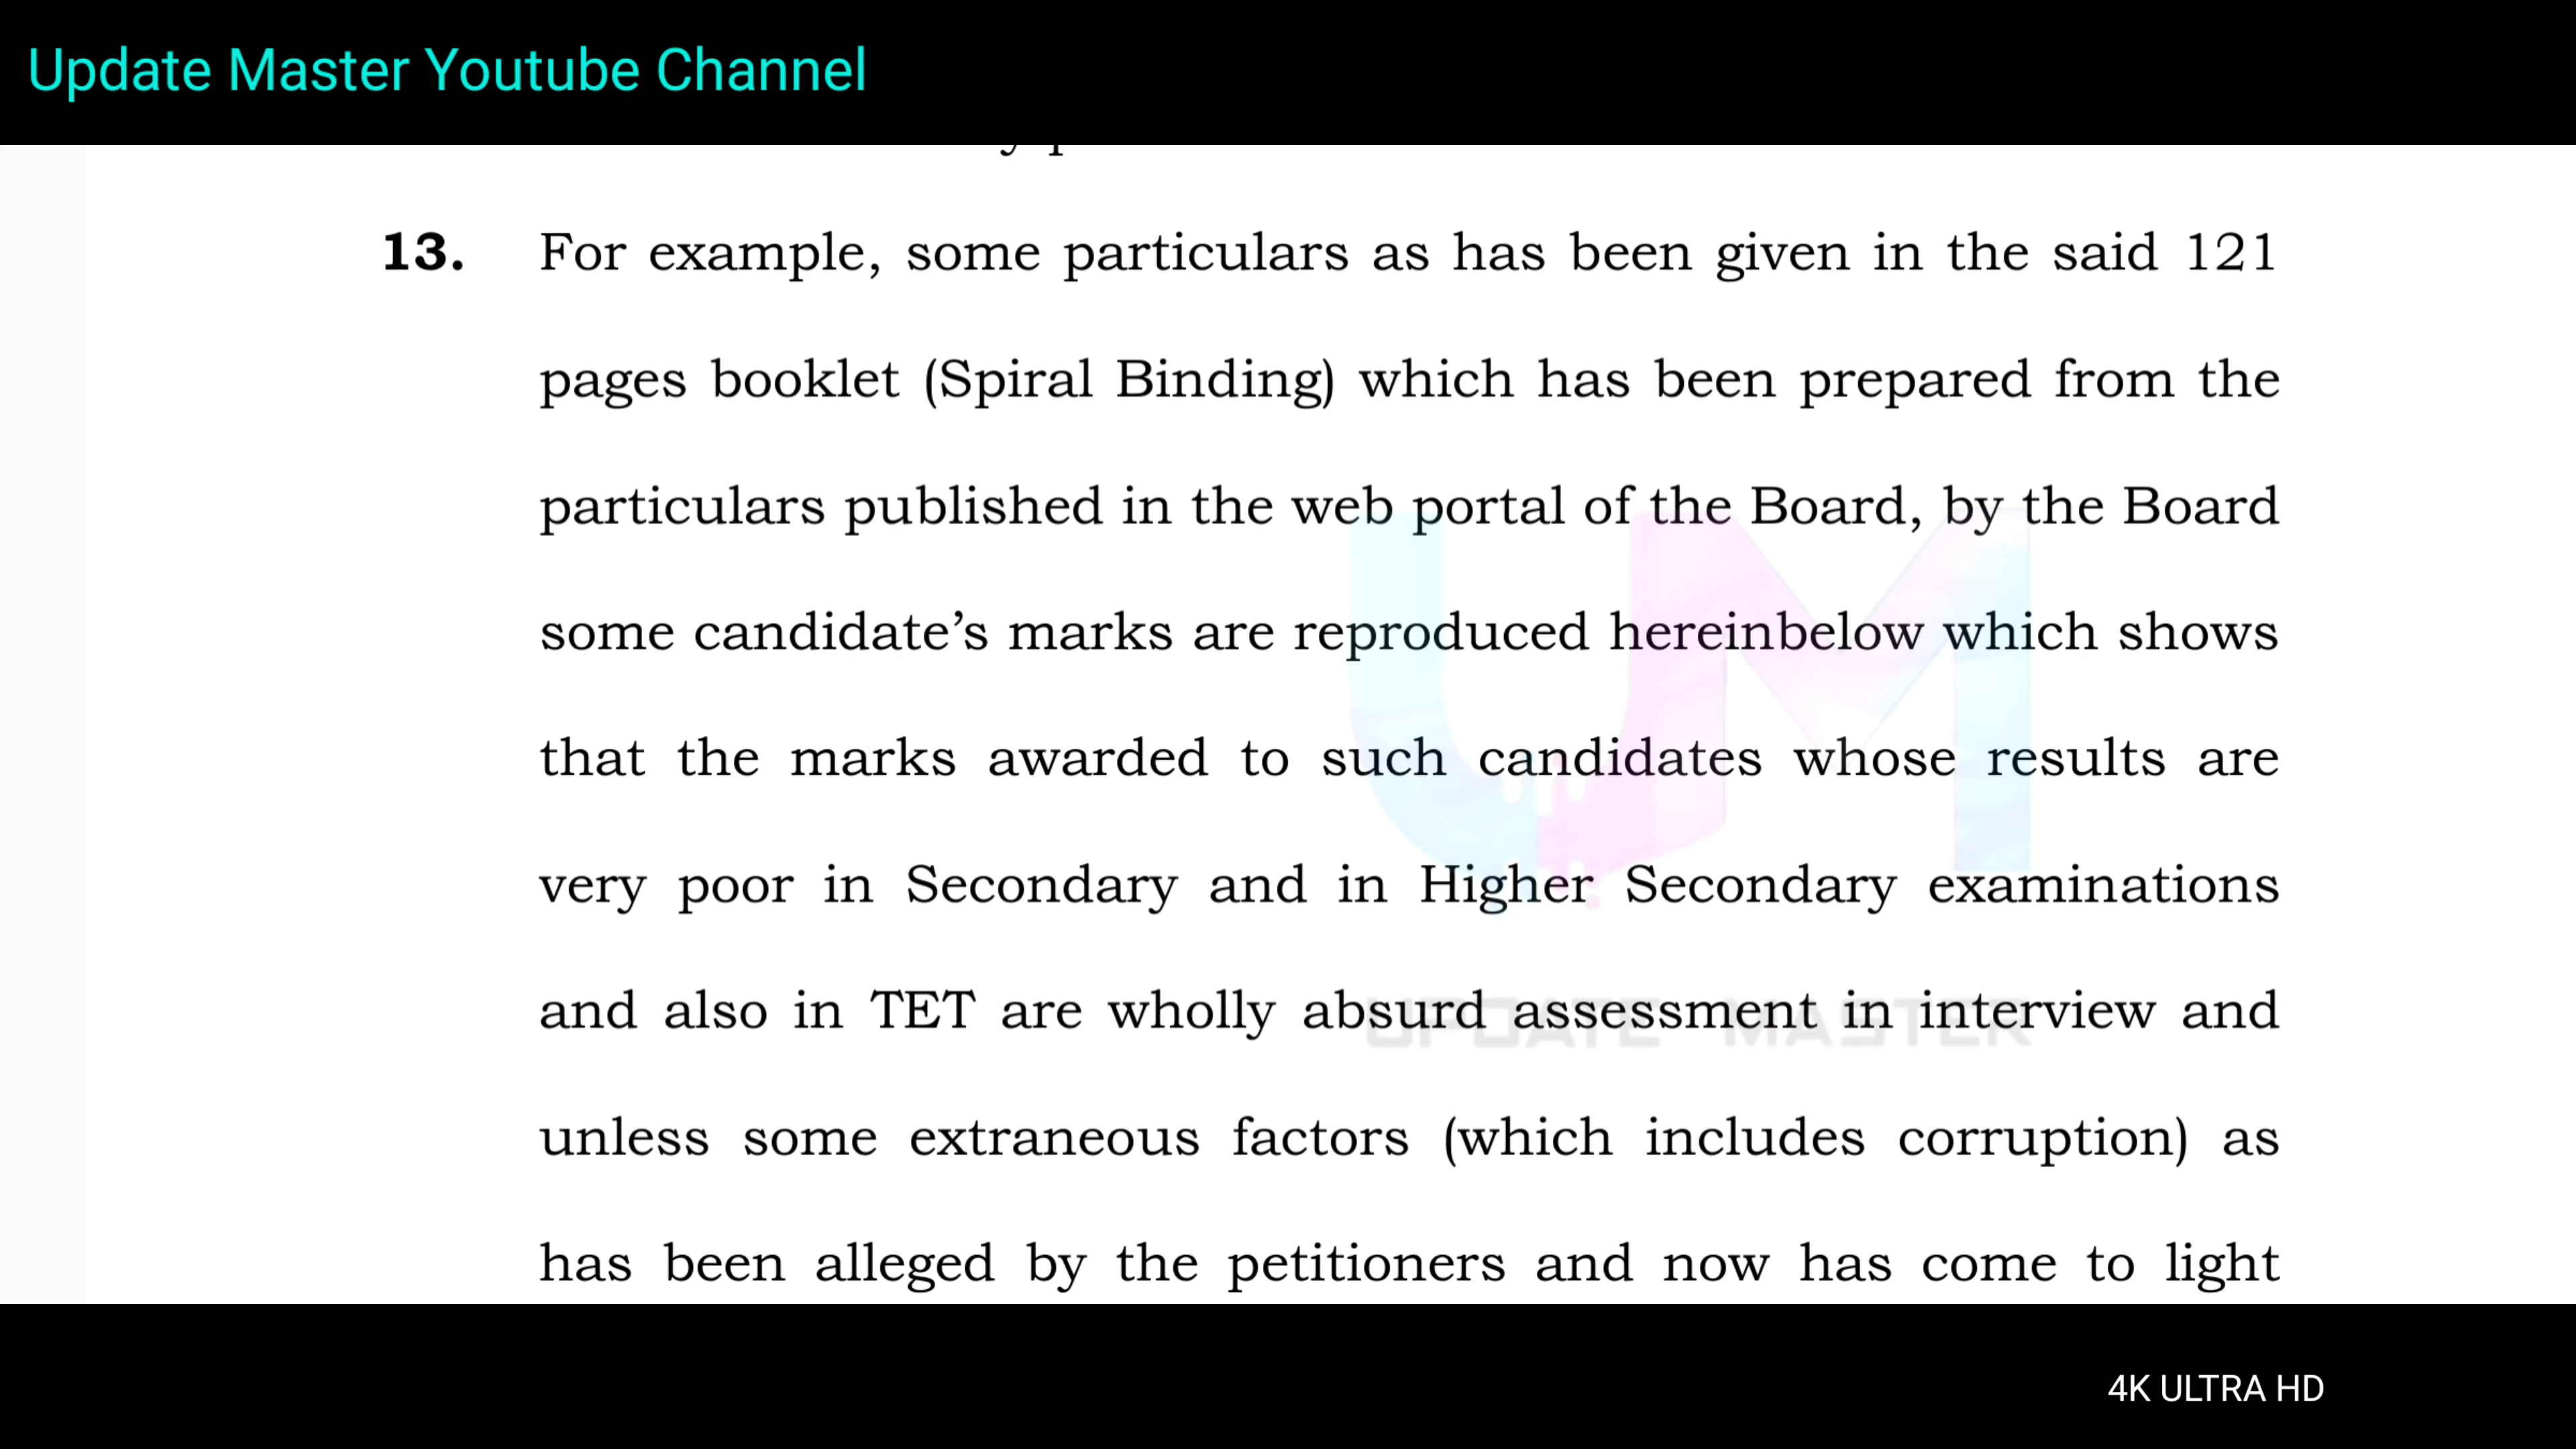 Update Master Youtube Channel
13. For example, some particulars as has been given in the said 121
pages booklet (Spiral Binding) which has been prepared from the
particulars published in the web portal of the Board, by the Board
some candidate’s marks are reproduced hereinbelow which shows
that the marks awarded to such candidates whose results are
very poor in Secondary and in Higher Secondary examinations
and also in TET are wholly absurd assessment in interview and
unless some extraneous factors (which includes corruption) as
has been alleged by the petitioners and now has come to light
UM
UPDATE MASTER
4K ULTRA HD